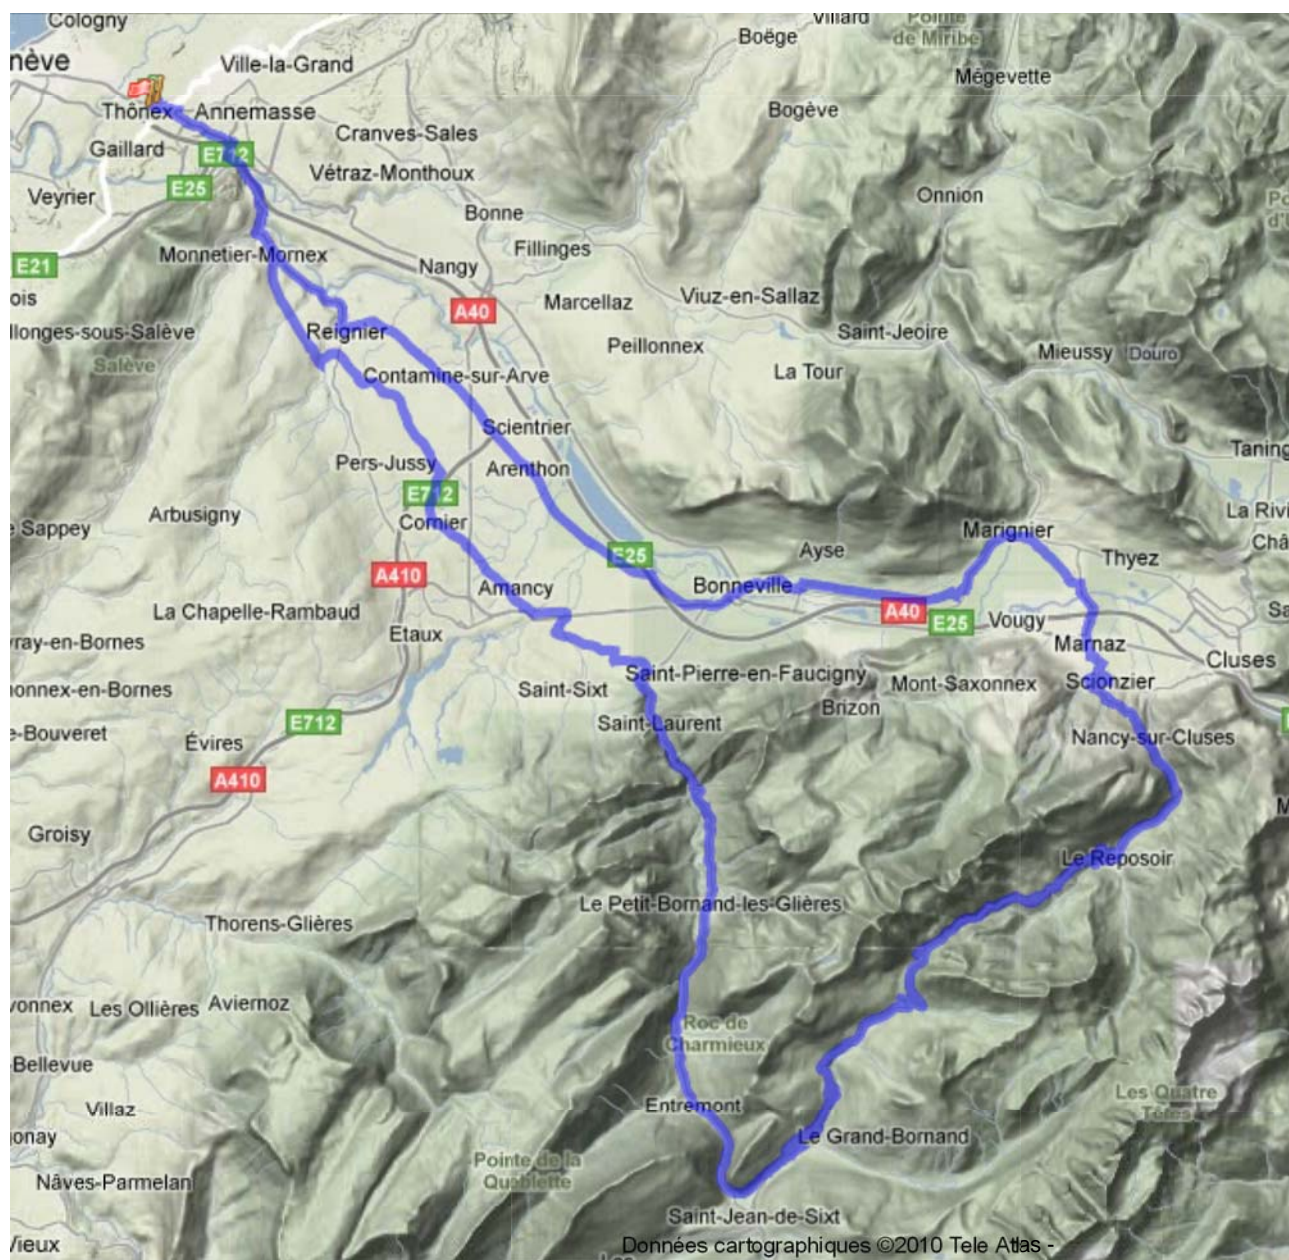 Cologny
Villard
Pointe
de Miribe
Boëge
nève
Ville-la-Grand
Mégevette
Thônex
Annemasse
Bogève
Cranves-Sales
Gaillard
E712
Vétraz-Monthoux
E25
Veyrier
Onnion
Bonne
Fillinges
Monnetier-Mornex
E21
Nangy
ois
Marcellaz
Viuz-en-Sallaz
A40
llonges-sous-Salève
Reignier
Saint-Jeoire
Peillonnex
Mieussy
Douro
Salève
Contamine-sur-Arve
La Tour
Scientrier
Taning
Pers-Jussy
Arenthon
E712
Arbusigny
Cornier
La Rivi
e Sappey
Marignier
Châ
Ayse
Thyez
E25
A410
Amancy
Bonneville
La Chapelle-Rambaud
A40
E25
Vougy
Etaux
vray-en-Bornes
Marnaz
Cluses
Saint-Pierre-en-Faucigny
Scionzier
onnex-en-Bornes
Saint-Sixt
Mont-Saxonnex
Brizon
E712
Saint-Laurent
e-Bouveret
Évires
Nancy-sur-Cluses
A410
Groisy
Le Reposoir
Le Petit-Bornand-les-Glières
Thorens-Glières
vonnex
Les Ollières
Aviernoz
Roc de
Charmieux
Bellevue
Les Quatre
Têtes
Villaz
Entremont
onay
Le Grand-Bornand
Pointe de la
Queblette
Nâves-Parmelan
Saint-Jean-de-Sixt
Vieux
Données cartographiques ©2010 Tele Atlas -